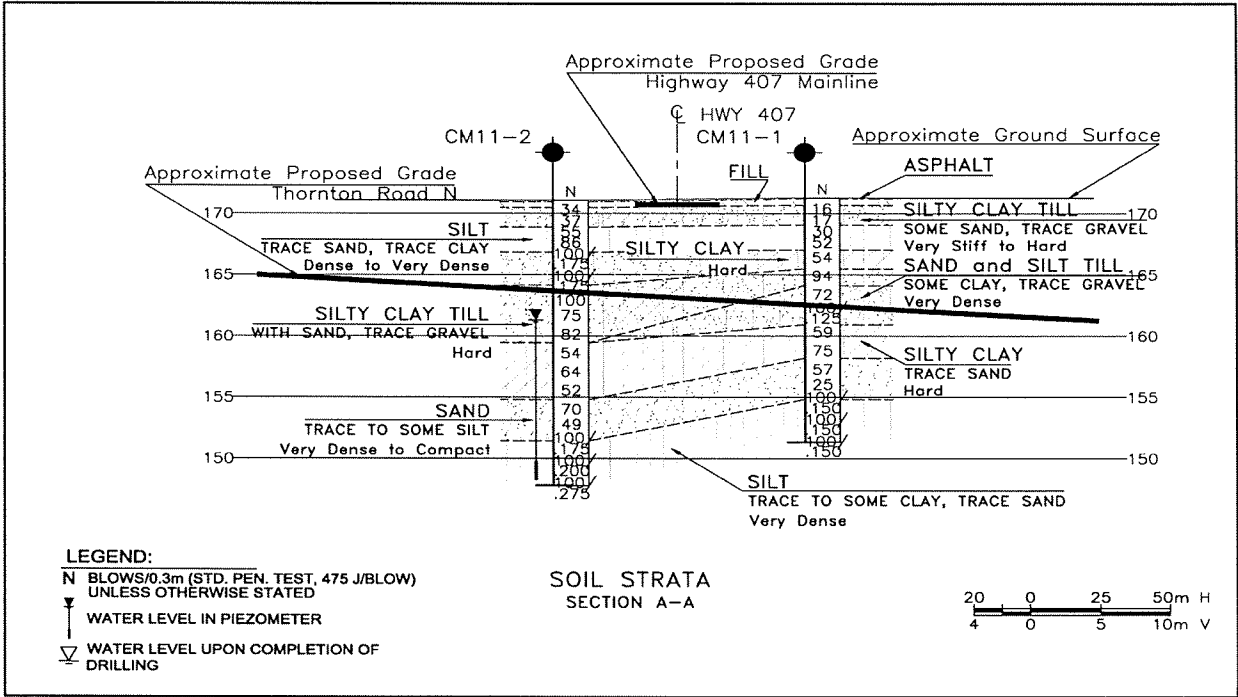 Approximate Proposed Grade
Highway 407 Mainline
℄ HWY 407
CM11-2
CM11-1
Approximate Ground Surface
Approximate Proposed Grade
Thornton Road N
FILL
ASPHALT
N
N
170
170
34
37
55
86
100
.175
100
.175
100
75
82
54
64
52
70
49
100
.175
100
.200
100
.275
16
17
30
52
54
94
72
100
.125
59
75
57
25
100
.150
100
.150
100
.150
SILT
TRACE SAND, TRACE CLAY
Dense to Very Dense
SILTY CLAY
Hard
SILTY CLAY TILL
SOME SAND, TRACE GRAVEL
Very Stiff to Hard
165
165
SAND and SILT TILL
SOME CLAY, TRACE GRAVEL
Very Dense
SILTY CLAY TILL
WITH SAND, TRACE GRAVEL
Hard
160
160
SILTY CLAY
TRACE SAND
Hard
155
155
SAND
TRACE TO SOME SILT
Very Dense to Compact
150
150
SILT
TRACE TO SOME CLAY, TRACE SAND
Very Dense
LEGEND:
N BLOWS/0.3m (STD. PEN. TEST, 475 J/BLOW)
UNLESS OTHERWISE STATED
WATER LEVEL IN PIEZOMETER
WATER LEVEL UPON COMPLETION OF
DRILLING
SOIL STRATA
SECTION A-A
20 0 25 50m H
4 0 5 10m V